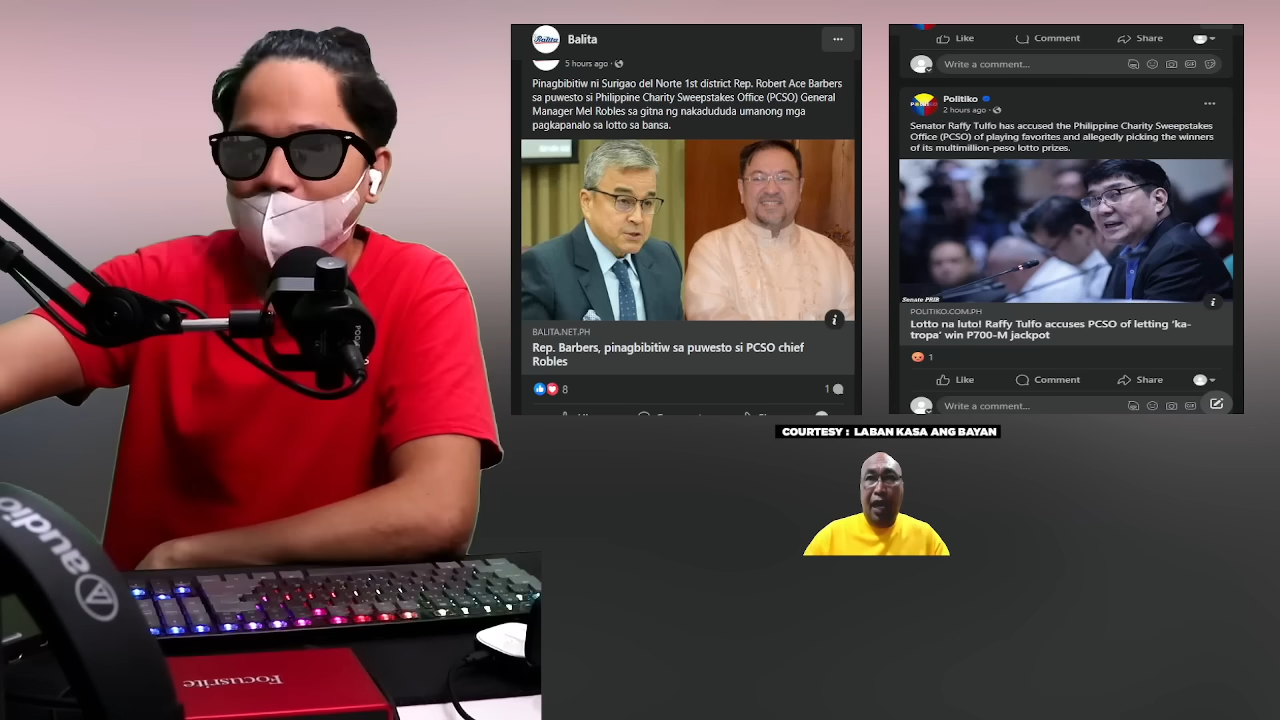 Balita
Balita
5 hours ago
Pinagbibitiw ni Surigao del Norte 1st district Rep. Robert Ace Barbers
sa puwesto si Philippine Charity Sweepstakes Office (PCSO) General
Manager Mel Robles sa gitna ng nakadududa umanong mga
pagkapanalo sa lotto sa bansa.
BALITA.NET.PH
Rep. Barbers, pinagbibitiw sa puwesto si PCSO chief
Robles
8
1
Like
Comment
Share
Write a comment...
Politiko
2 hours ago
Senator Raffy Tulfo has accused the Philippine Charity Sweepstakes
Office (PCSO) of playing favorites and allegedly picking the winners
of its multimillion-peso lotto prizes.
Senate PRIB
POLITIKO.COM.PH
Lotto na luto! Raffy Tulfo accuses PCSO of letting ‘ka-
tropa’ win P700-M jackpot
1
Like
Comment
Share
Write a comment...
COURTESY : LABAN KASA ANG BAYAN
audio
Focusrite